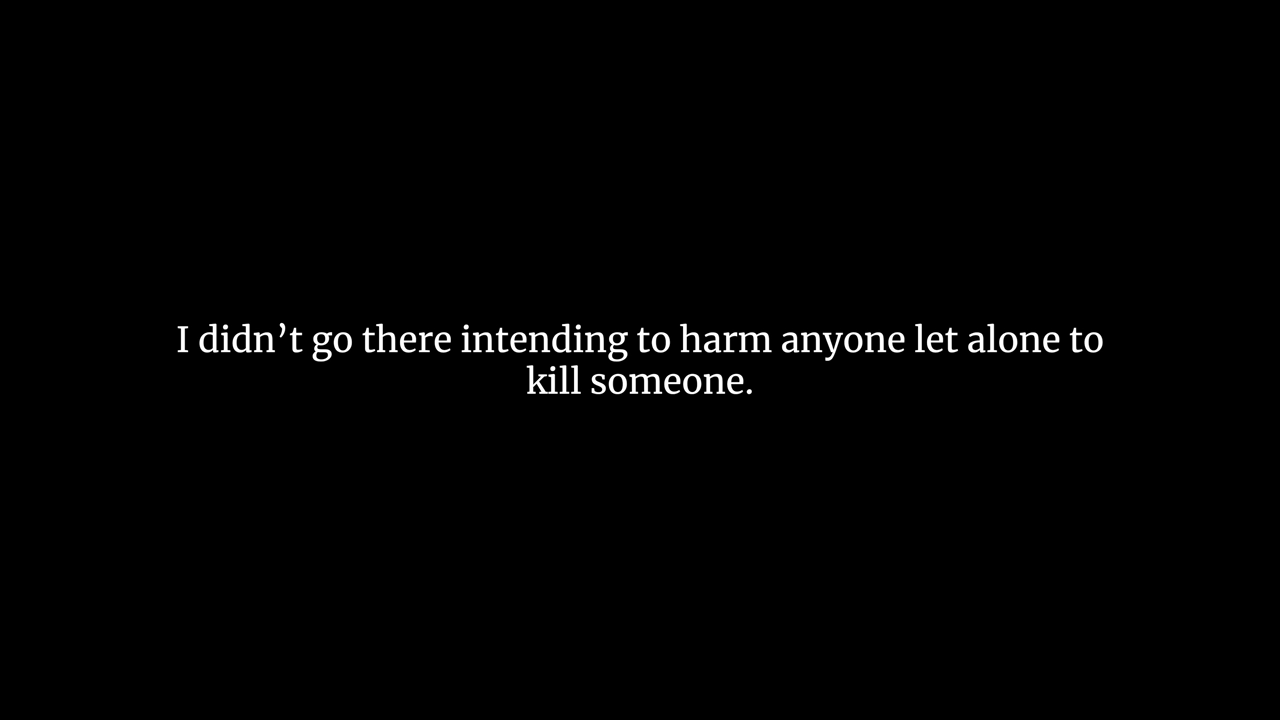 I didn’t go there intending to harm anyone let alone to
kill someone.